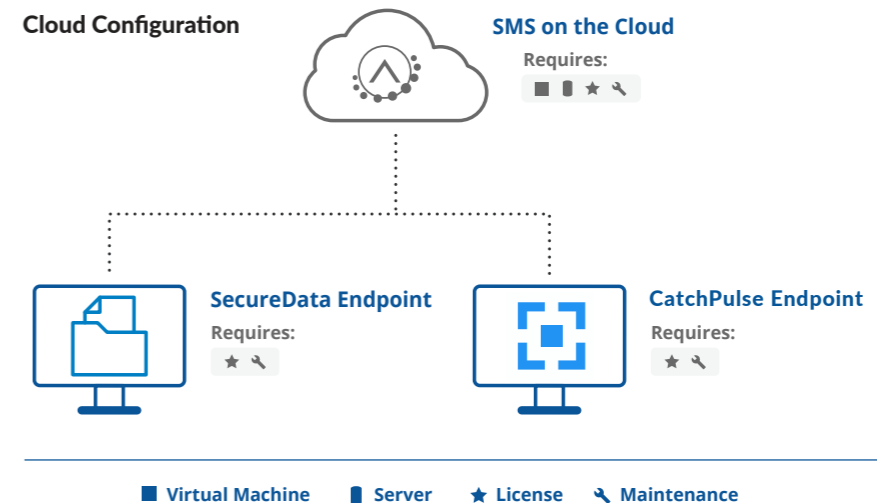 Cloud Configuration
SMS on the Cloud
Requires:
SecureData Endpoint
Requires:
CatchPulse Endpoint
Requires:
Virtual Machine Server License Maintenance